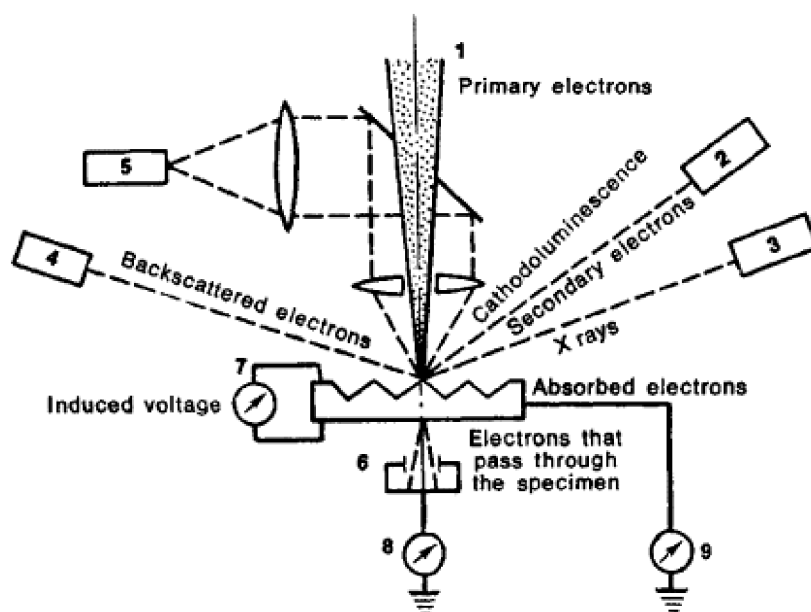 1
Primary electrons
5
2
Cathodoluminescence
Secondary electrons
3
X rays
4
Backscattered electrons
7
Induced voltage
Absorbed electrons
6
Electrons that
pass through
the specimen
8
9